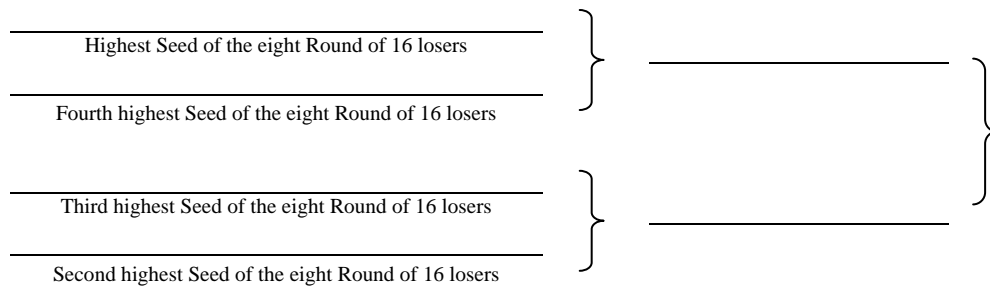 Highest Seed of the eight Round of 16 losers
Fourth highest Seed of the eight Round of 16 losers
Third highest Seed of the eight Round of 16 losers
Second highest Seed of the eight Round of 16 losers